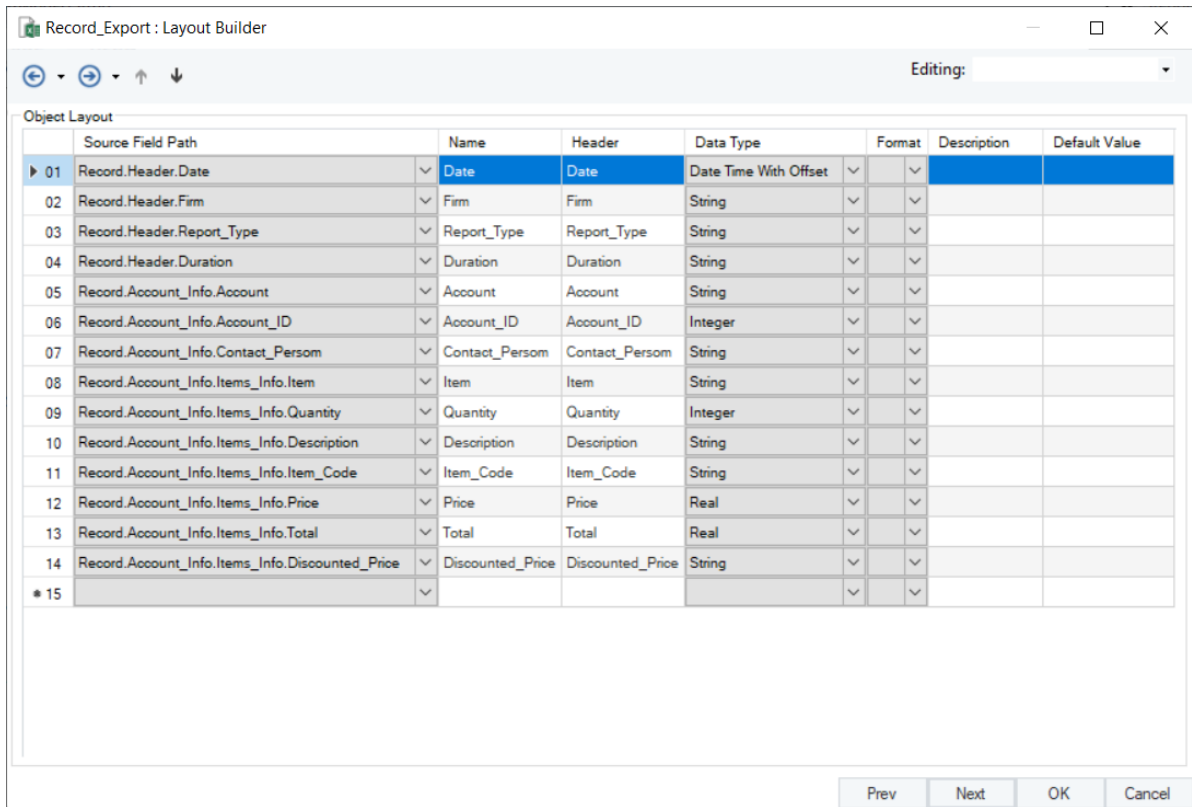 Record_Export : Layout Builder
Editing:
Object Layout
Source Field Path Name Header Data Type Format Description Default Value
01 Record.Header.Date Date Date Date Time With Offset
02 Record.Header.Firm Firm Firm String
03 Record.Header.Report_Type Report_Type Report_Type String
04 Record.Header.Duration Duration Duration String
05 Record.Account_Info.Account Account Account String
06 Record.Account_Info.Account_ID Account_ID Account_ID Integer
07 Record.Account_Info.Contact_Persom Contact_Persom Contact_Persom String
08 Record.Account_Info.Items_Info.Item Item Item String
09 Record.Account_Info.Items_Info.Quantity Quantity Quantity Integer
10 Record.Account_Info.Items_Info.Description Description Description String
11 Record.Account_Info.Items_Info.Item_Code Item_Code Item_Code String
12 Record.Account_Info.Items_Info.Price Price Price Real
13 Record.Account_Info.Items_Info.Total Total Total Real
14 Record.Account_Info.Items_Info.Discounted_Price Discounted_Price Discounted_Price String
15
Prev Next OK Cancel